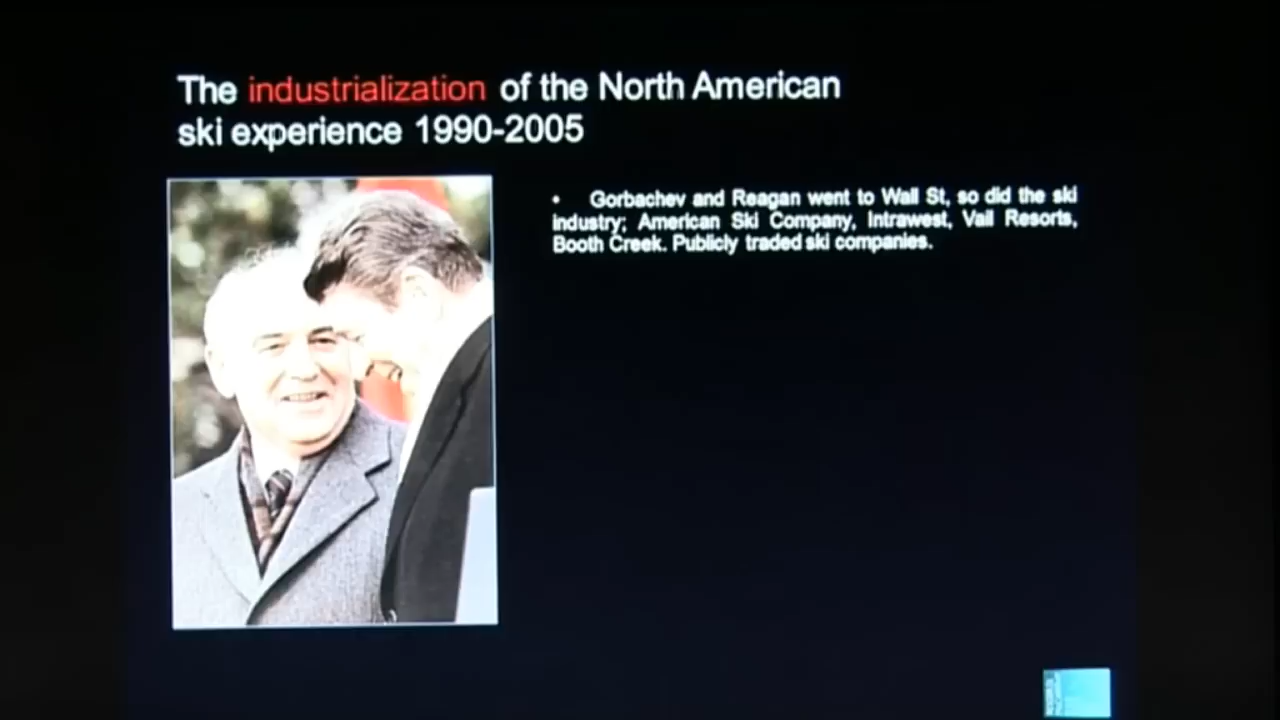 The industrialization of the North American
ski experience 1990-2005
• Gorbachev and Reagan went to Wall St, so did the ski
industry; American Ski Company, Intrawest, Vail Resorts,
Booth Creek. Publicly traded ski companies.